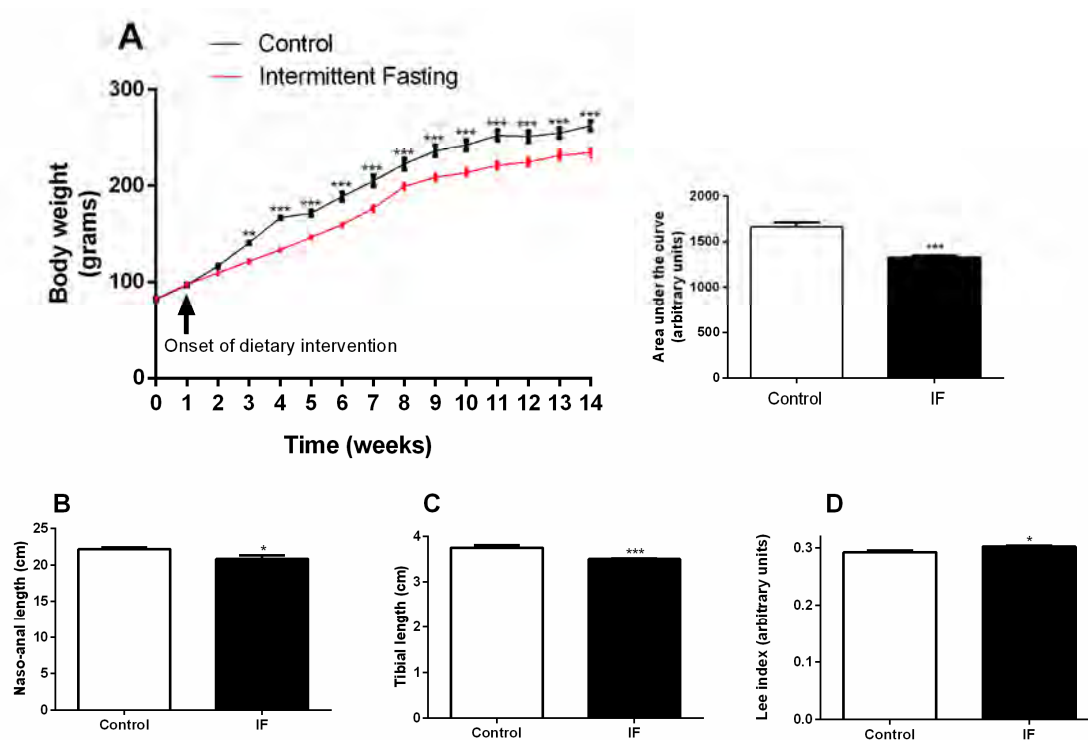 A
Control
Intermittent Fasting
Body weight
(grams)
300
200
100
0
** *** *** *** *** *** *** *** *** *** *** ***
Onset of dietary intervention
0 1 2 3 4 5 6 7 8 9 10 11 12 13 14
Time (weeks)
Area under the curve
(arbitrary units)
2000
1500
1000
500
0
***
Control IF
B
Naso-anal length (cm)
25
20
15
10
5
0
*
Control IF
C
Tibial length (cm)
4
3
2
1
0
***
Control IF
D
Lee index (arbitrary units)
0.3
0.2
0.1
0.0
*
Control IF